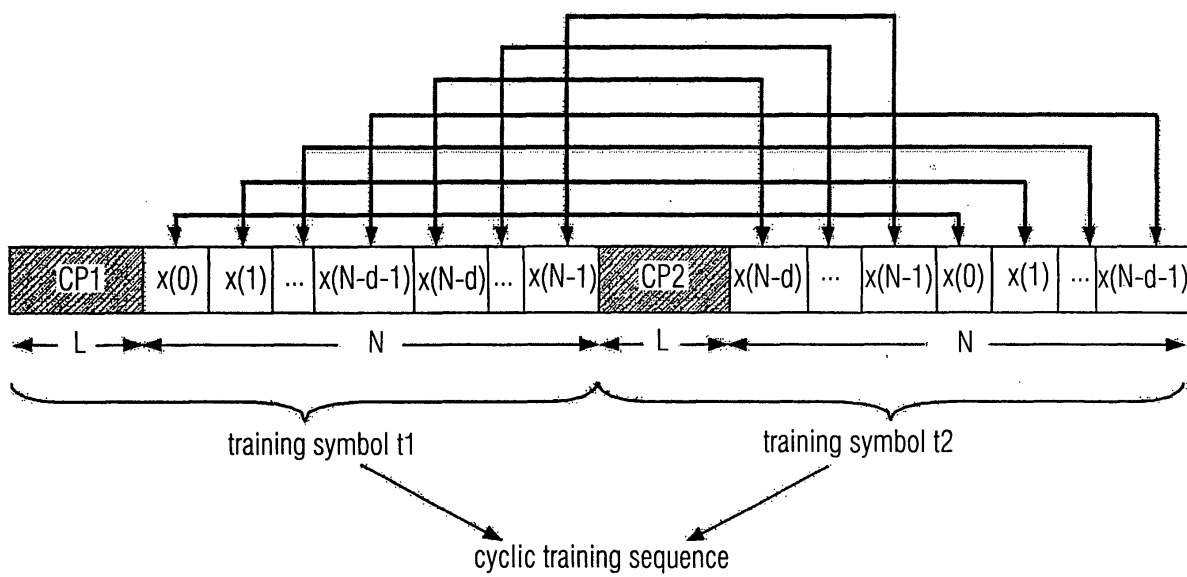 CP1 x(0) x(1) ... x(N-d-1) x(N-d) ... x(N-1) CP2 x(N-d) ... x(N-1) x(0) x(1) ... x(N-d-1)
L N L N
training symbol t1 training symbol t2
cyclic training sequence